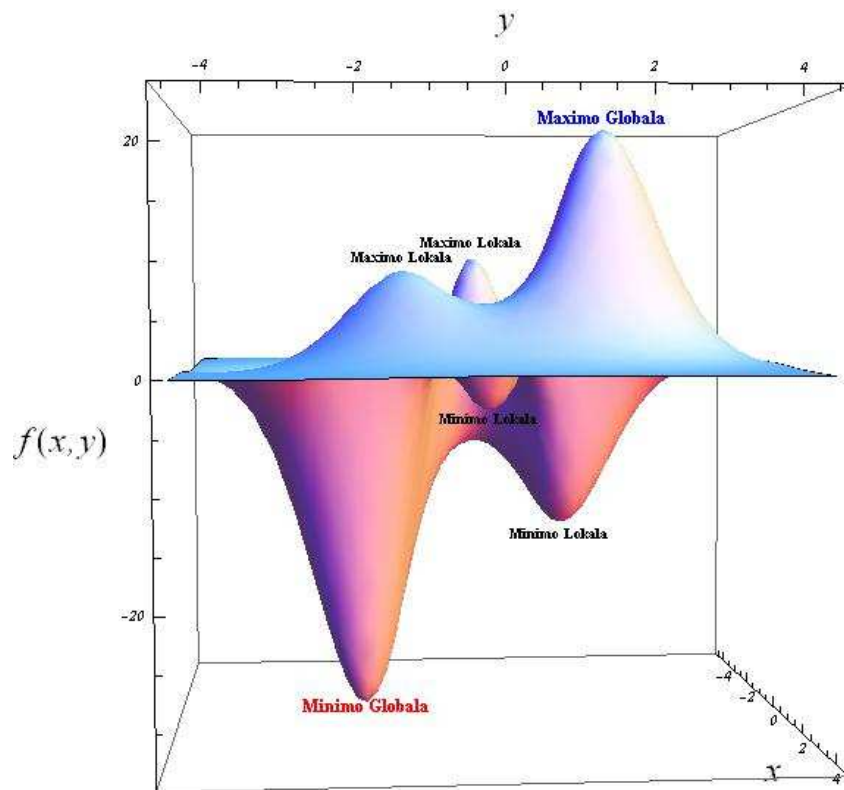 y
-4 -2 0 2 4
Maximo Globala
20
Maximo Lokala
Maximo Lokala
0
Minimo Lokala
f(x,y)
Minimo Lokala
-20
Minimo Globala
-4
-2
0
2
4
x